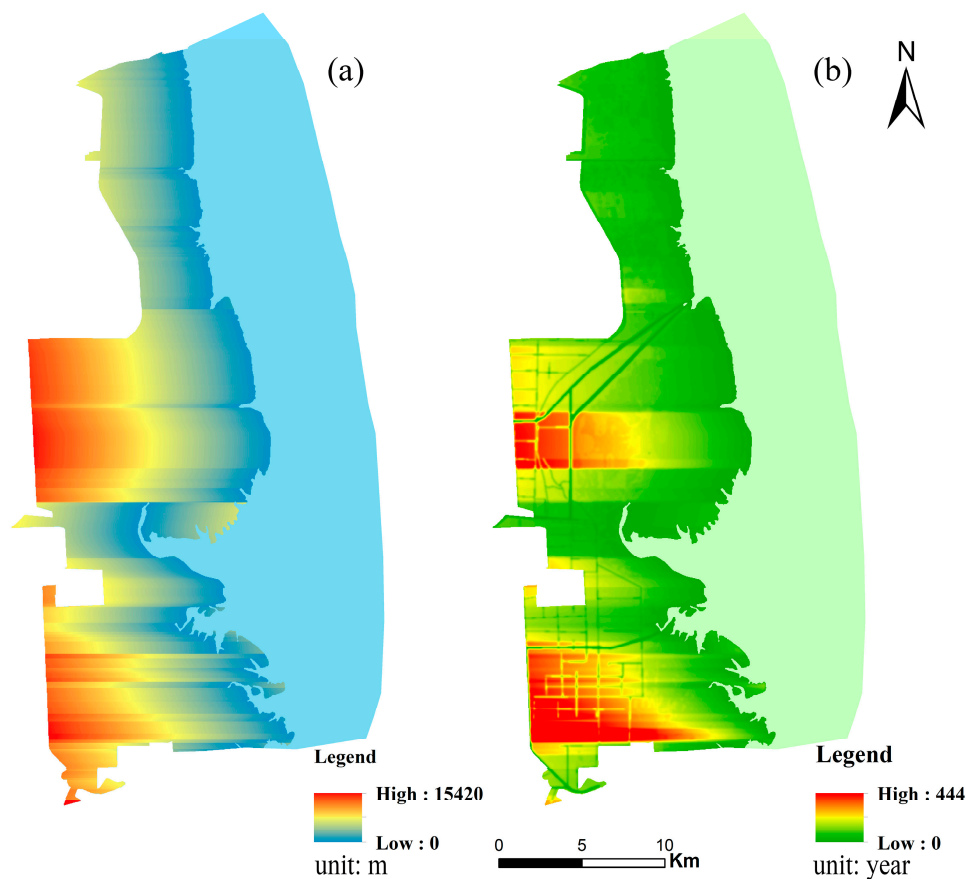 (a)
(b)
N
Legend
High : 15420
Low : 0
unit: m
0 5 10
Km
Legend
High : 444
Low : 0
unit: year